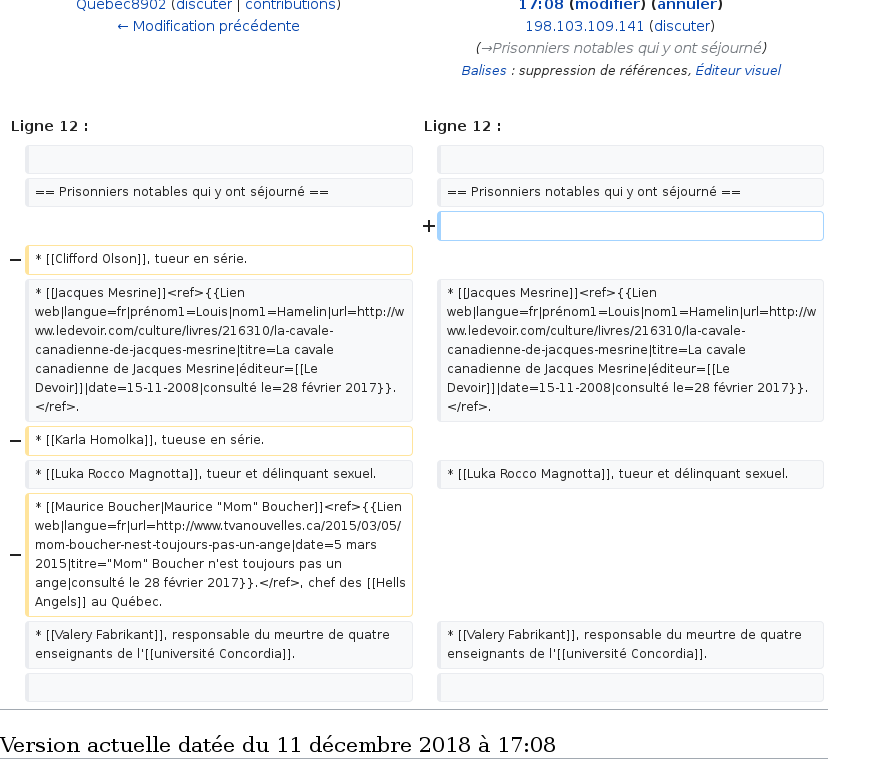 Québec8902 (discuter | contributions)
← Modification précédente
17:08 (modifier) (annuler)
198.103.109.141 (discuter)
(→Prisonniers notables qui y ont séjourné)
Balises : suppression de références, Éditeur visuel
Ligne 12 :
Ligne 12 :
== Prisonniers notables qui y ont séjourné ==
== Prisonniers notables qui y ont séjourné ==
+
− * [[Clifford Olson]], tueur en série.
* [[Jacques Mesrine]]<ref>{{Lien
web|langue=fr|prénom1=Louis|nom1=Hamelin|url=http://w
ww.ledevoir.com/culture/livres/216310/la-cavale-
canadienne-de-jacques-mesrine|titre=La cavale
canadienne de Jacques Mesrine|éditeur=[[Le
Devoir]]|date=15-11-2008|consulté le=28 février 2017}}.
</ref>.
* [[Jacques Mesrine]]<ref>{{Lien
web|langue=fr|prénom1=Louis|nom1=Hamelin|url=http://w
ww.ledevoir.com/culture/livres/216310/la-cavale-
canadienne-de-jacques-mesrine|titre=La cavale
canadienne de Jacques Mesrine|éditeur=[[Le
Devoir]]|date=15-11-2008|consulté le=28 février 2017}}.
</ref>.
− * [[Karla Homolka]], tueuse en série.
* [[Luka Rocco Magnotta]], tueur et délinquant sexuel.
* [[Luka Rocco Magnotta]], tueur et délinquant sexuel.
* [[Maurice Boucher|Maurice "Mom" Boucher]]<ref>{{Lien
web|langue=fr|url=http://www.tvanouvelles.ca/2015/03/05/
mom-boucher-nest-toujours-pas-un-ange|date=5 mars
− 2015|titre="Mom" Boucher n'est toujours pas un
ange|consulté le 28 février 2017}}.</ref>, chef des [[Hells
Angels]] au Québec.
* [[Valery Fabrikant]], responsable du meurtre de quatre
enseignants de l'[[université Concordia]].
* [[Valery Fabrikant]], responsable du meurtre de quatre
enseignants de l'[[université Concordia]].
Version actuelle datée du 11 décembre 2018 à 17:08